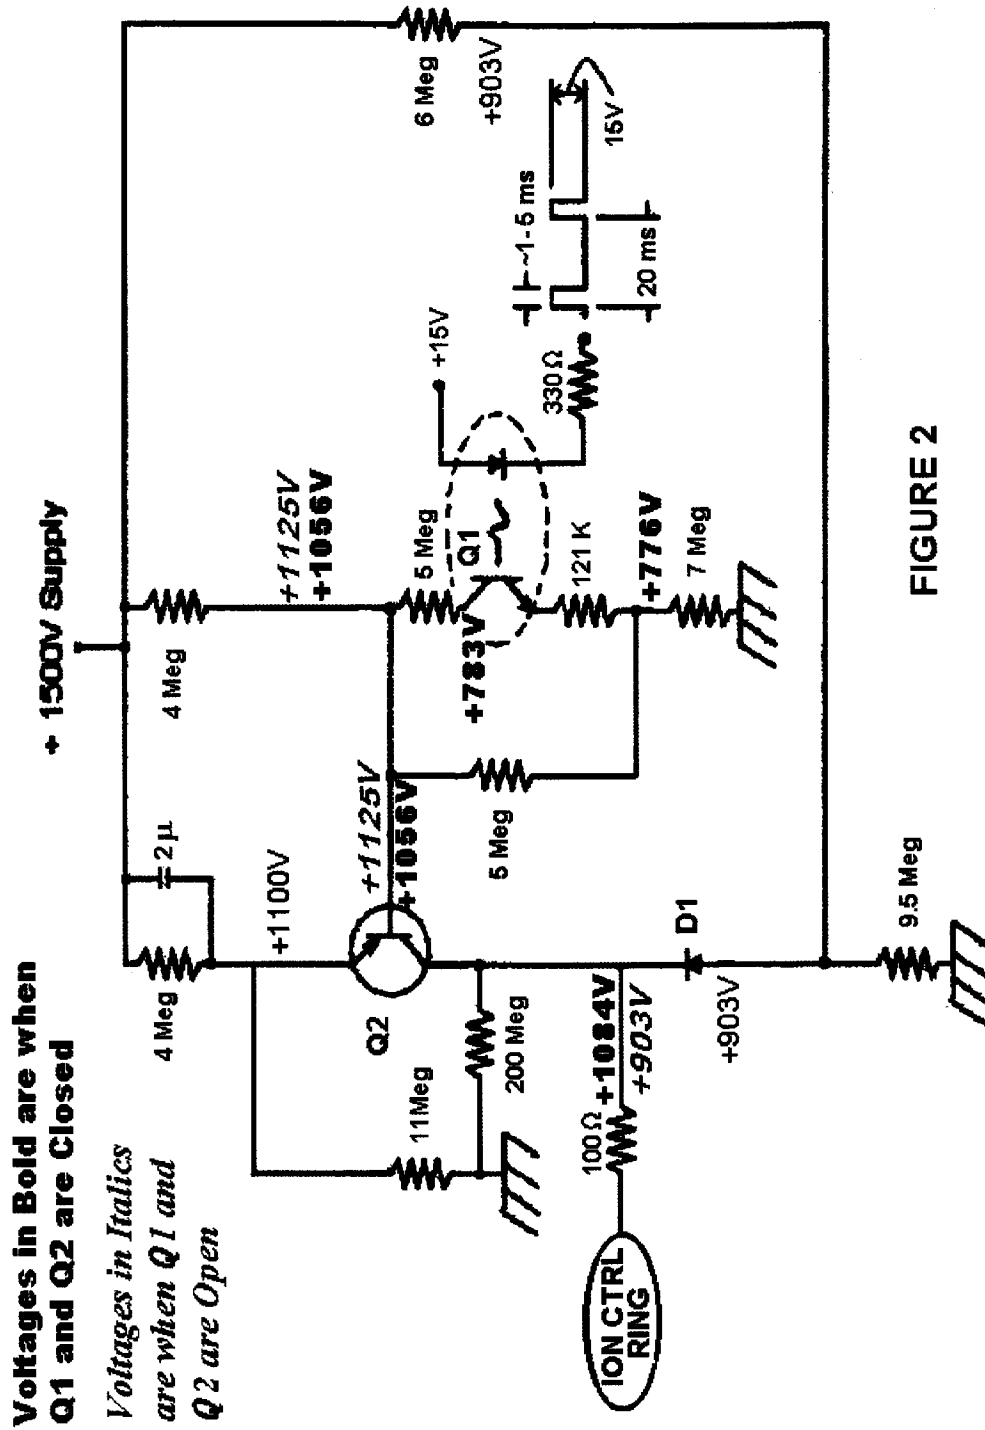 Voltages in Bold are when
Q1 and Q2 are Closed
Voltages in Italics
are when Q1 and
Q2 are Open
+ 1500V Supply
4 Meg
2 µ
4 Meg
6 Meg
+903V
+1100V
+1125V
+1056V
+1125V
+1056V
Q2
11Meg
200 Meg
5 Meg
5 Meg
+783V
Q1
121 K
+776V
7 Meg
+15V
330 Ω
~1-5 ms
20 ms
15V
ION CTRL
RING
100 Ω
+1084V
+903V
D1
+903V
9.5 Meg
FIGURE 2